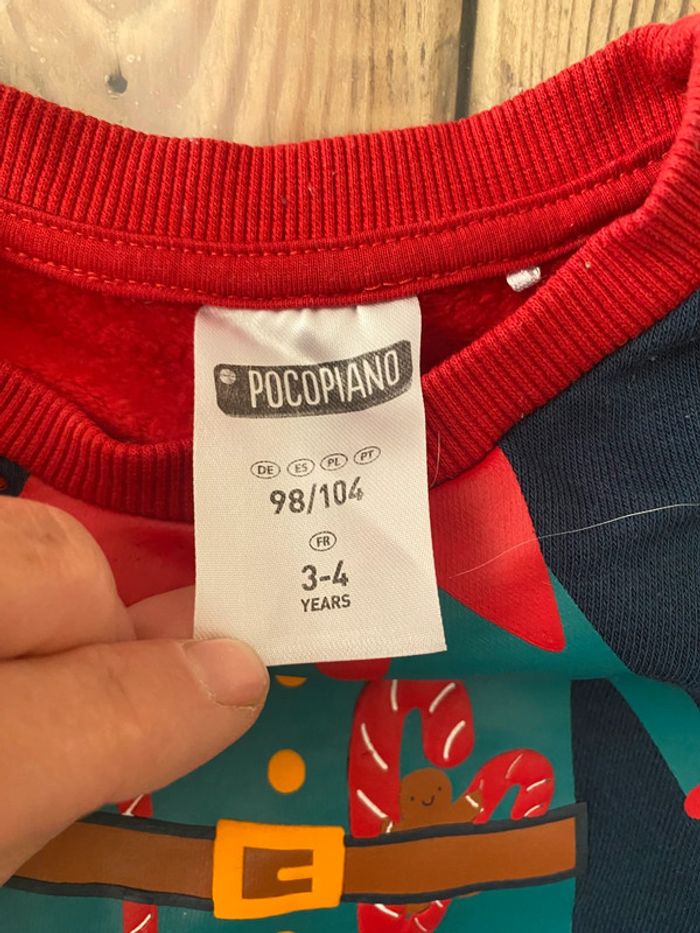 POCOPIANO
DE ES PL PT
98/104
FR
3-4
YEARS